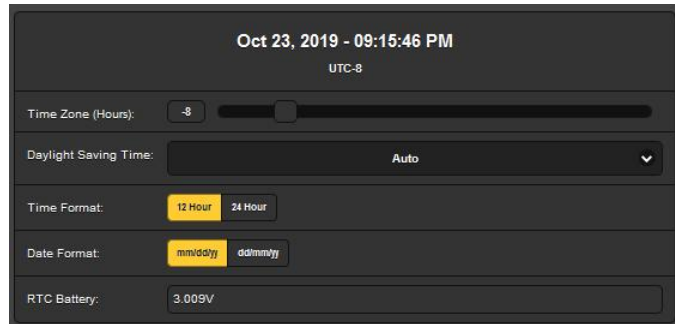 Oct 23, 2019 - 09:15:46 PM
UTC-8
Time Zone (Hours): -8
Daylight Saving Time: Auto
Time Format: 12 Hour 24 Hour
Date Format: mm/dd/yy dd/mm/yy
RTC Battery: 3.009V